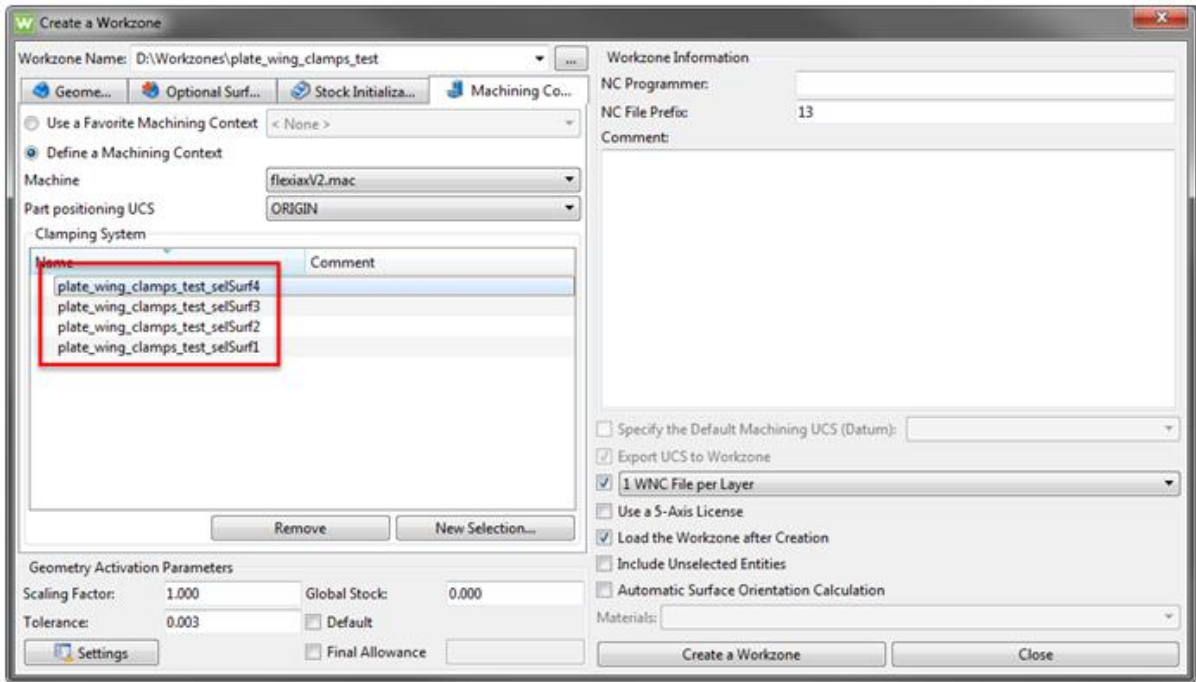 Create a Workzone
Workzone Name: D:\Workzones\plate_wing_clamps_test ...
Geome... Optional Surf... Stock Initializa... Machining Co...
Use a Favorite Machining Context < None >
Define a Machining Context
Machine flexiaxV2.mac
Part positioning UCS ORIGIN
Clamping System
Name Comment
plate_wing_clamps_test_selSurf4
plate_wing_clamps_test_selSurf3
plate_wing_clamps_test_selSurf2
plate_wing_clamps_test_selSurf1
Remove New Selection...
Geometry Activation Parameters
Scaling Factor: 1.000 Global Stock: 0.000
Tolerance: 0.003 Default
Settings Final Allowance
Workzone Information
NC Programmer:
NC File Prefix: 13
Comment:
Specify the Default Machining UCS (Datum):
Export UCS to Workzone
1 WNC File per Layer
Use a 5-Axis License
Load the Workzone after Creation
Include Unselected Entities
Automatic Surface Orientation Calculation
Materials:
Create a Workzone Close